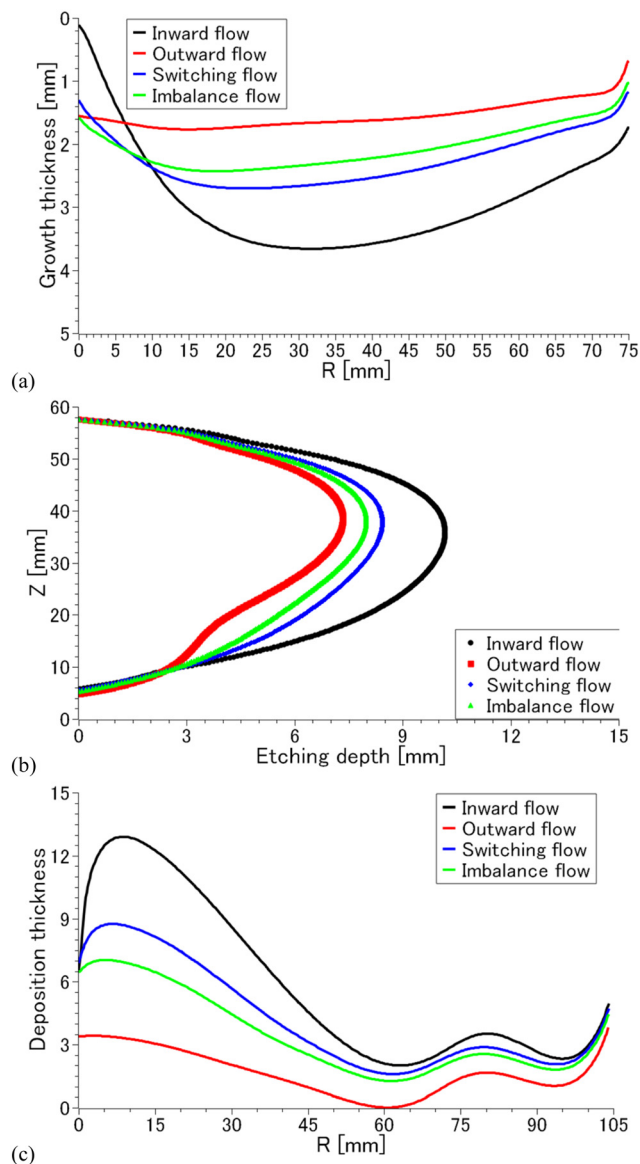 0
1
2
3
4
5
Growth thickness [mm]
Inward flow
Outward flow
Switching flow
Imbalance flow
0 5 10 15 20 25 30 35 40 45 50 55 60 65 70 75
R [mm]
(a)
60
50
40
30
20
10
0
Z [mm]
Inward flow
Outward flow
Switching flow
Imbalance flow
0 3 6 9 12 15
Etching depth [mm]
(b)
15
12
9
6
3
0
Deposition thickness
Inward flow
Outward flow
Switching flow
Imbalance flow
0 15 30 45 60 75 90 105
R [mm]
(c)